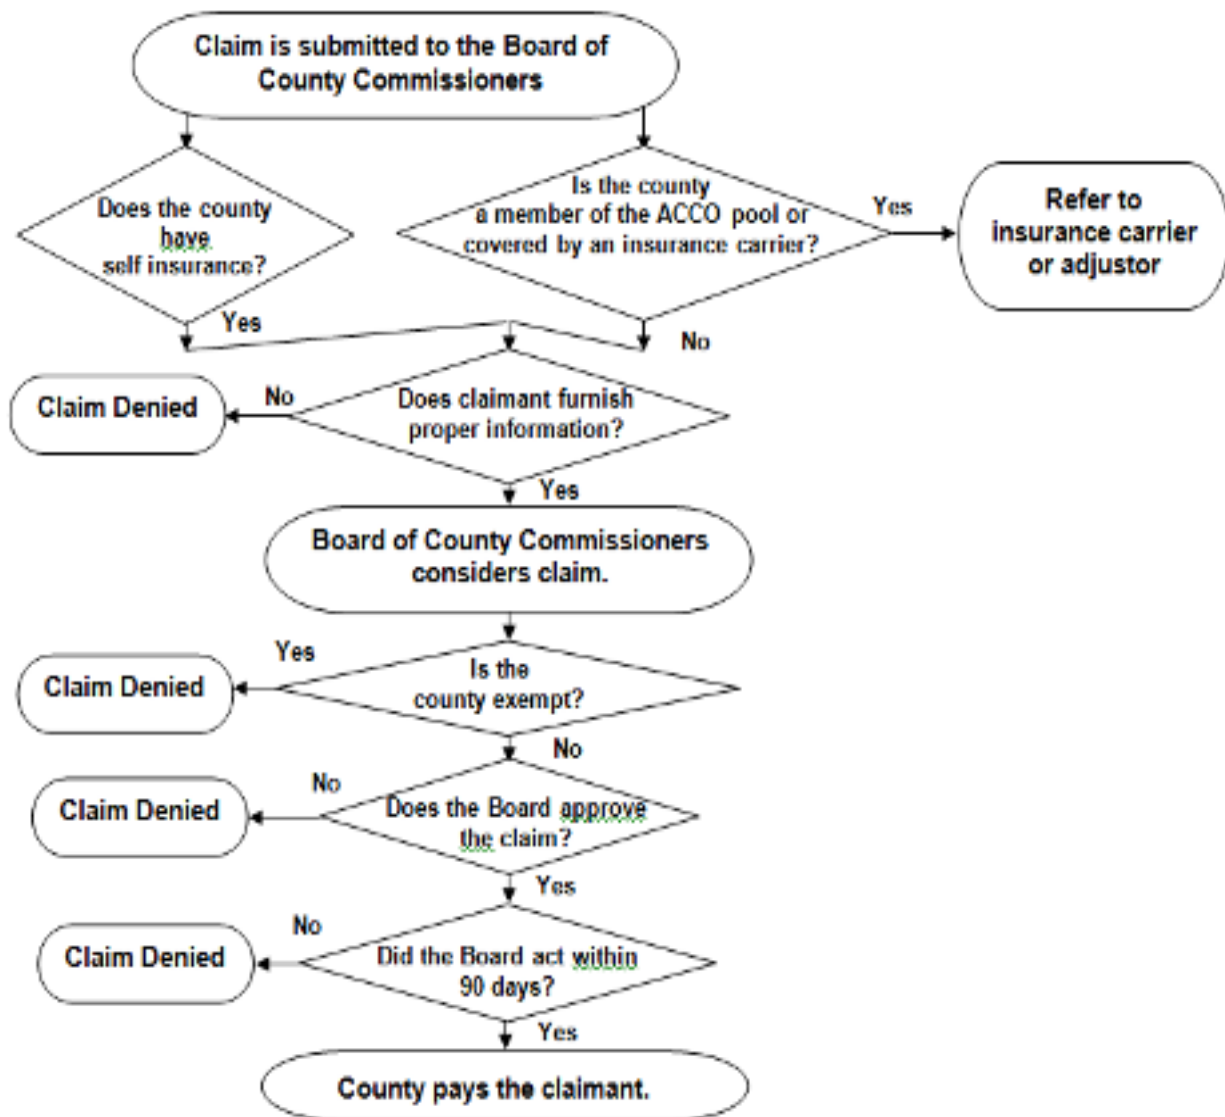 Claim is submitted to the Board of
County Commissioners
Does the county
have
self insurance?
Is the county
a member of the ACCO pool or
covered by an insurance carrier?
Yes
Refer to
insurance carrier
or adjustor
Yes
No
Claim Denied
No
Does claimant furnish
proper information?
Yes
Board of County Commissioners
considers claim.
Yes
Claim Denied
Is the
county exempt?
No
No
Claim Denied
Does the Board approve
the claim?
Yes
No
Claim Denied
Did the Board act within
90 days?
Yes
County pays the claimant.